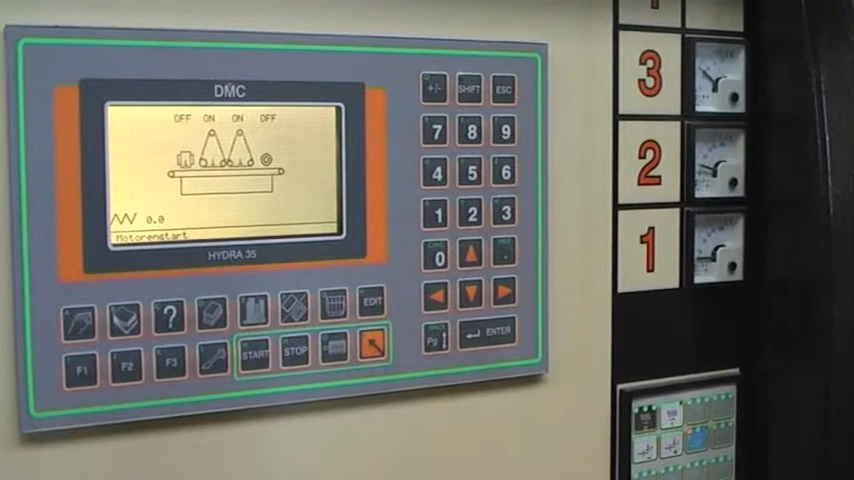 DMC
OFF ON ON OFF
0.0
Motorenstart
HYDRA 35
+/- SHIFT ESC
7 8 9
4 5 6
1 2 3
0 .
Pg ENTER
? EDIT
F1 F2 F3 START STOP
3
2
1